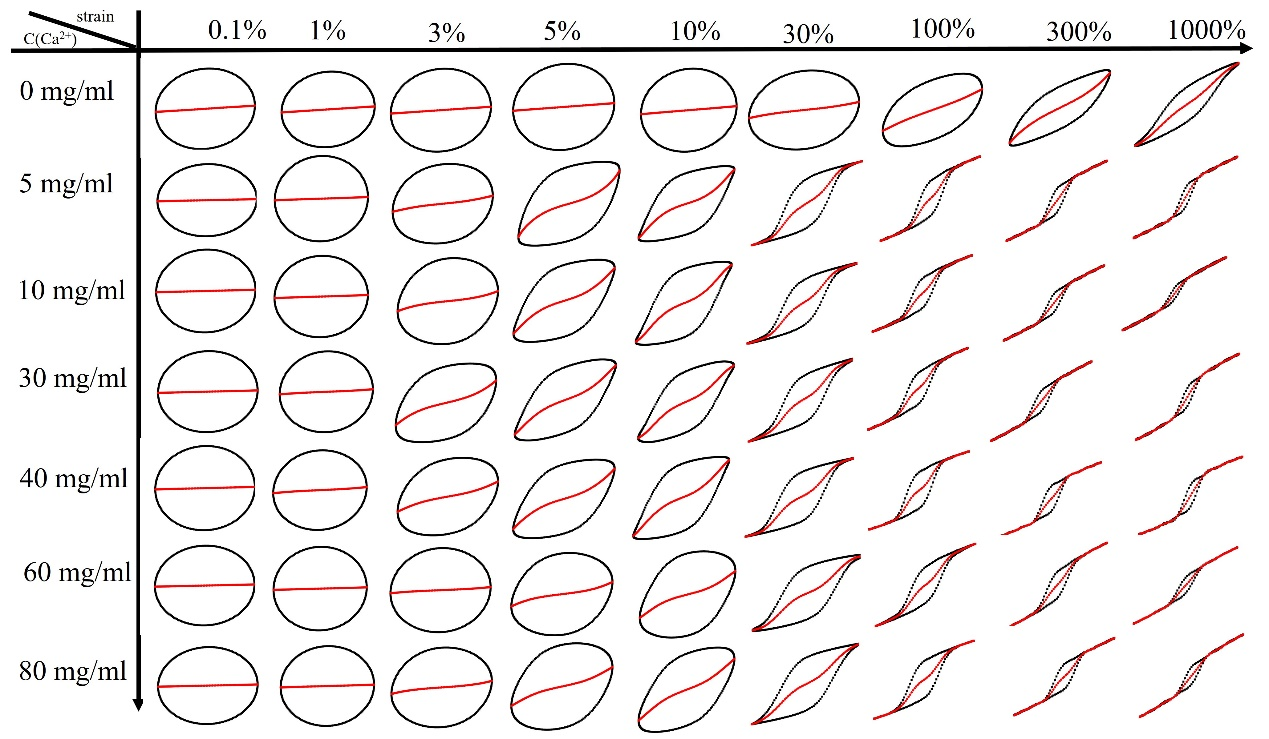 strain
C(Ca²⁺)
0.1% 1% 3% 5% 10% 30% 100% 300% 1000%
0 mg/ml
5 mg/ml
10 mg/ml
30 mg/ml
40 mg/ml
60 mg/ml
80 mg/ml